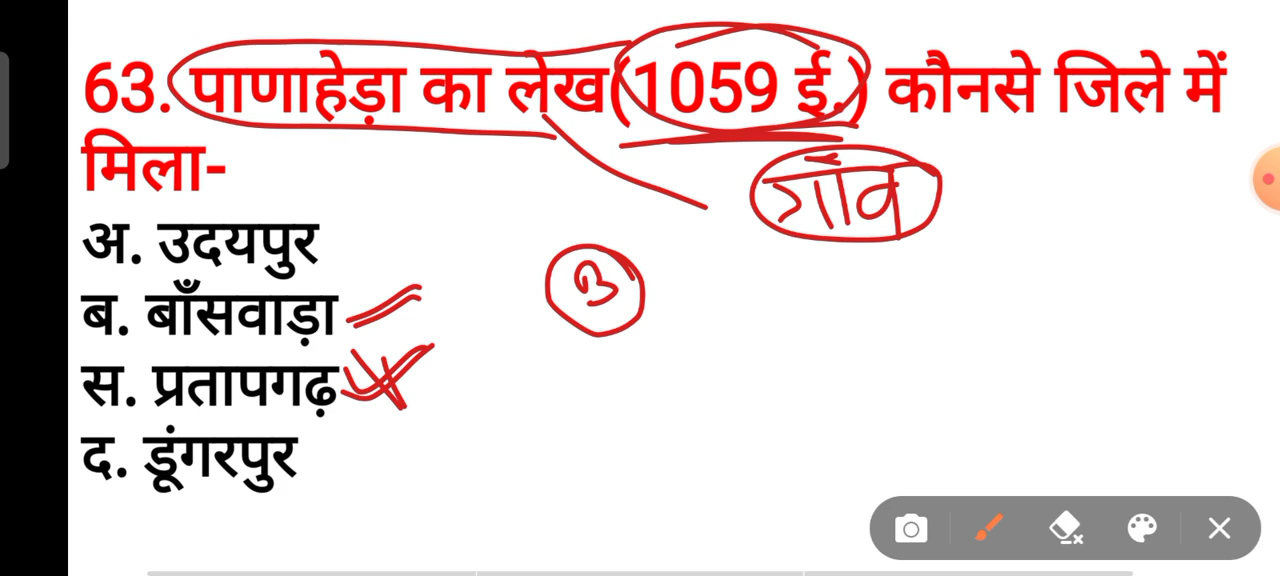 63. पाणाहेड़ा का लेख(1059 ई.) कौनसे जिले में
मिला-
गाँव
अ. उदयपुर
ब. बाँसवाड़ा
B
स. प्रतापगढ़
द. डूंगरपुर